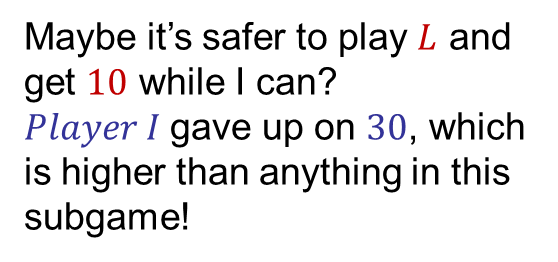 Maybe it’s safer to play L and
get 10 while I can?
Player I gave up on 30, which
is higher than anything in this
subgame!